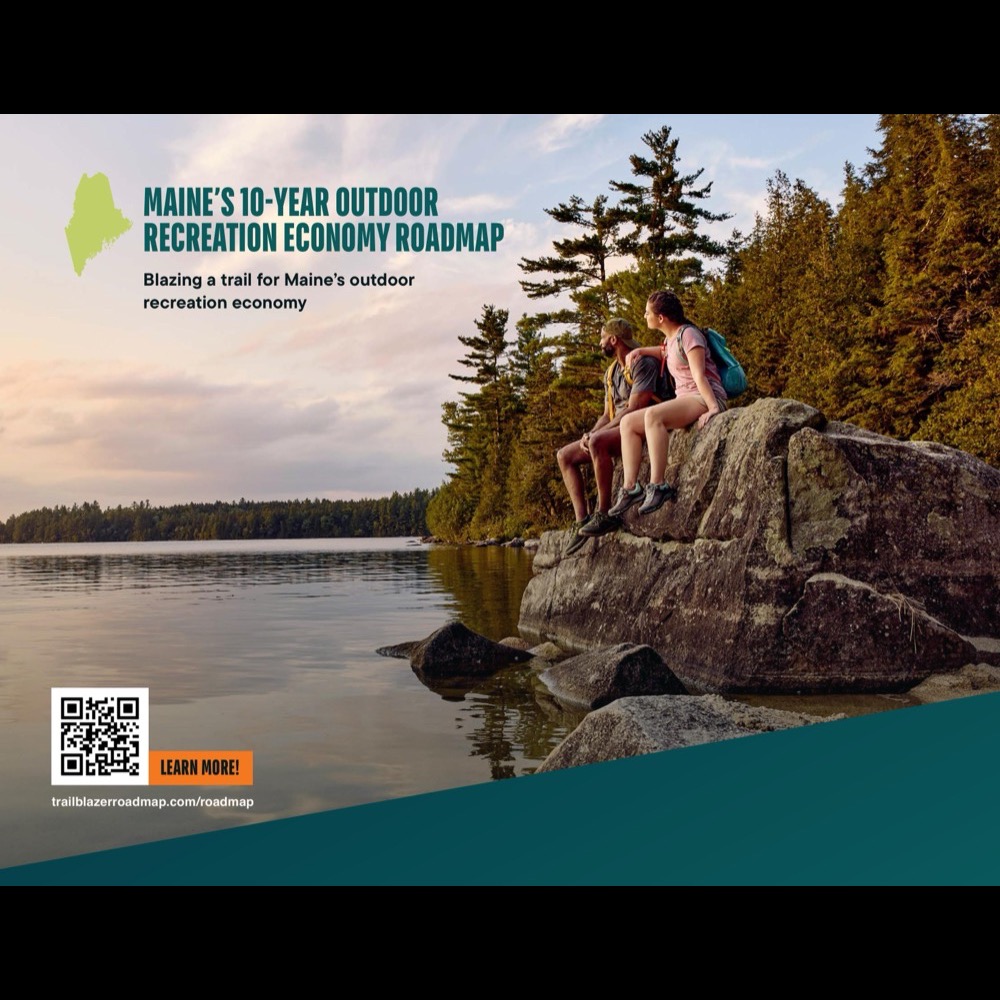 MAINE'S 10-YEAR OUTDOOR
RECREATION ECONOMY ROADMAP
Blazing a trail for Maine's outdoor
recreation economy
LEARN MORE!
trailblazerroadmap.com/roadmap